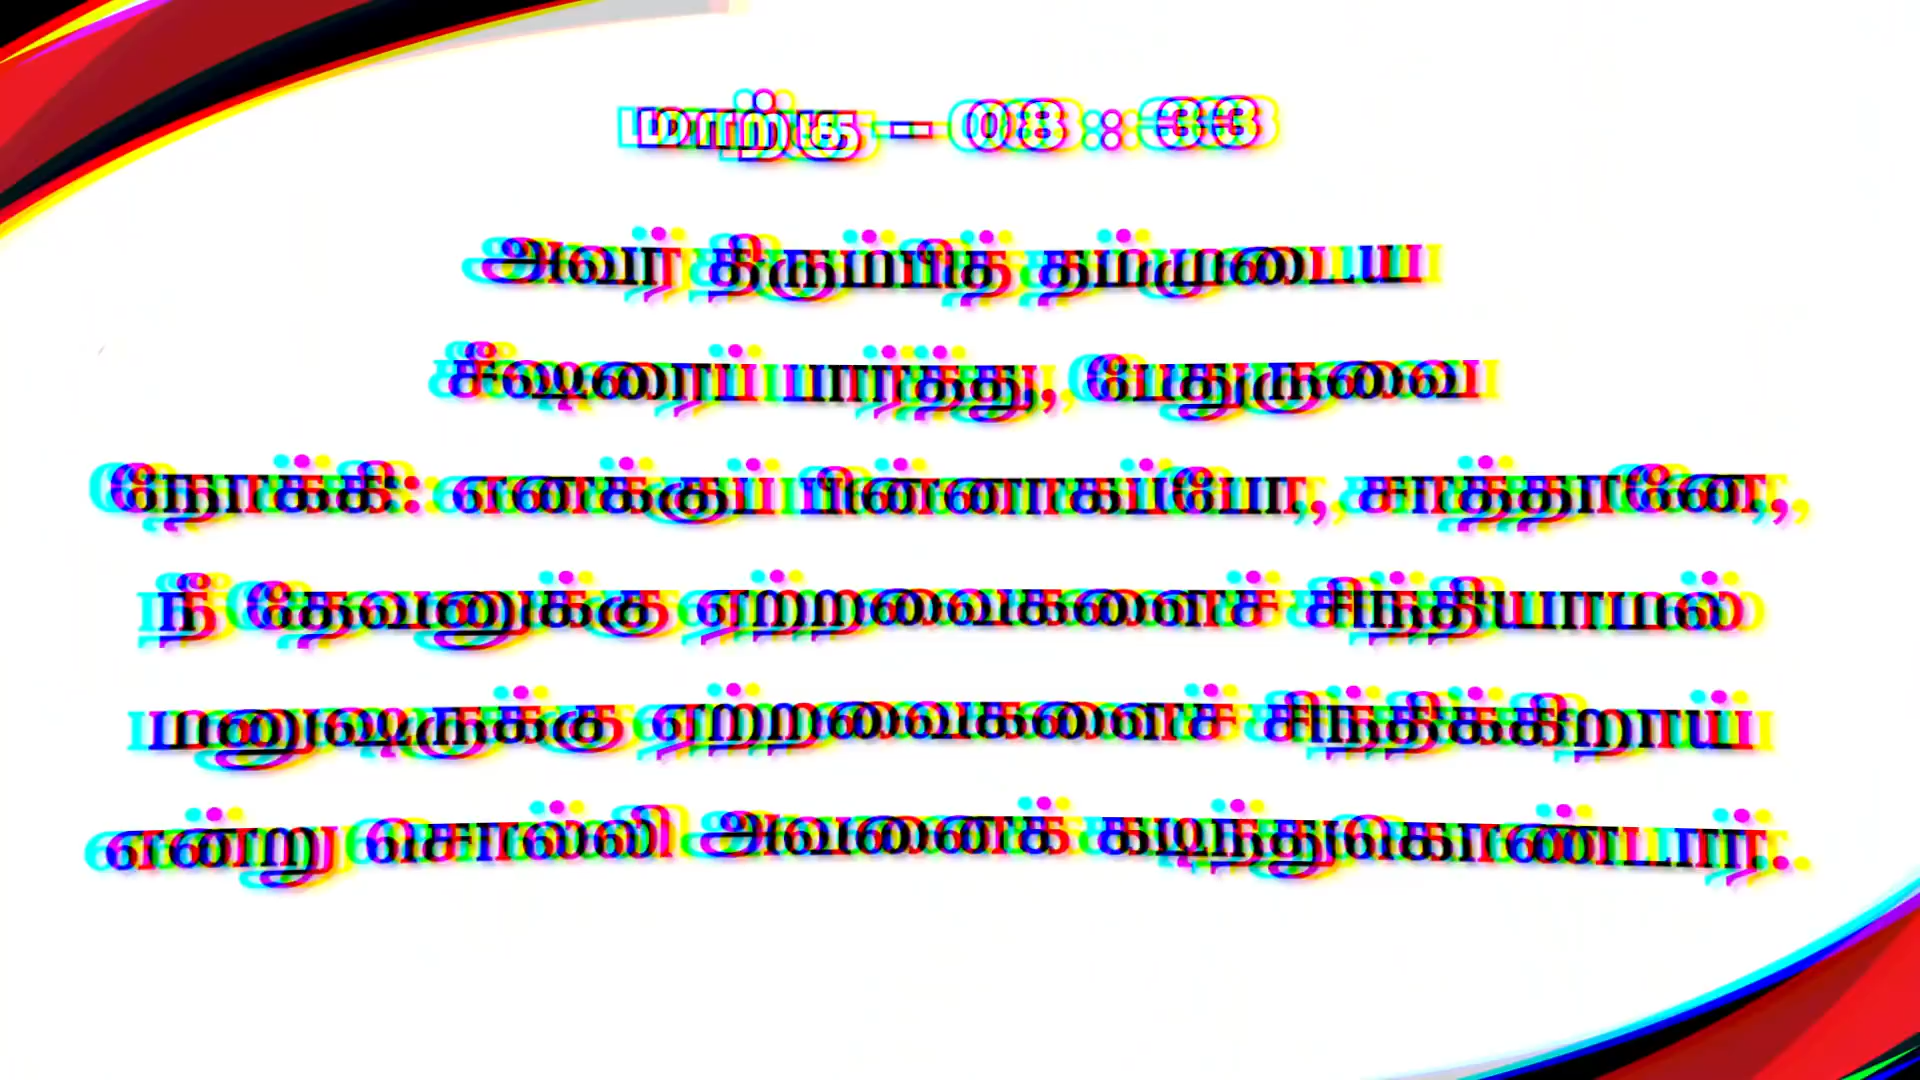 மாற்கு - 08 : 33
அவர் திரும்பித் தம்முடைய
சீஷரைப் பார்த்து, பேதுருவை
நோக்கி: எனக்குப் பின்னாகப்போ, சாத்தானே,
நீ தேவனுக்கு ஏற்றவைகளைச் சிந்தியாமல்
மனுஷருக்கு ஏற்றவைகளைச் சிந்திக்கிறாய்
என்று சொல்லி அவனைக் கடிந்துகொண்டார்.